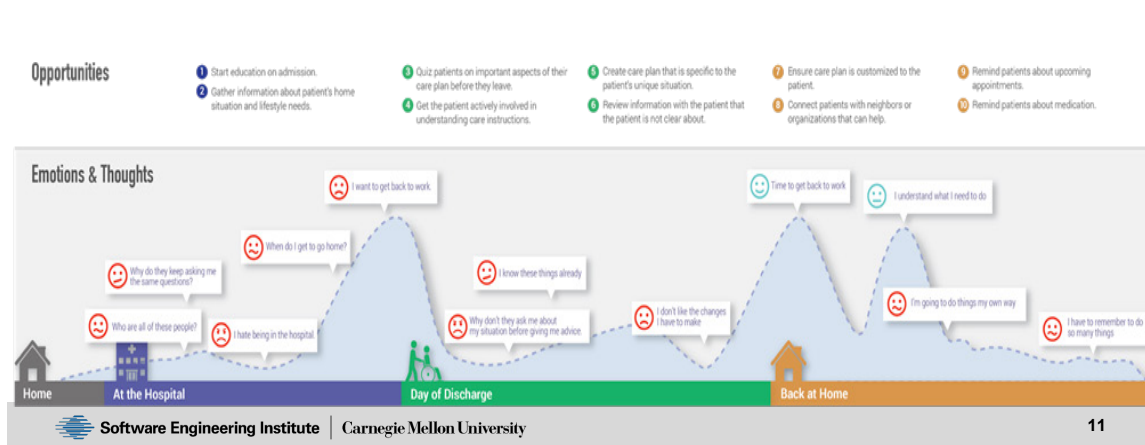 Opportunities
1 Start education on admission.
2 Gather information about patient's home
situation and lifestyle needs.
3 Quiz patients on important aspects of their
care plan before they leave.
4 Get the patient actively involved in
understanding care instructions.
5 Create care plan that is specific to the
patient's unique situation.
6 Review information with the patient that
the patient is not clear about.
7 Ensure care plan is customized to the
patient.
8 Connect patients with neighbors or
organizations that can help.
9 Remind patients about upcoming
appointments.
10 Remind patients about medication.
Emotions & Thoughts
Who are all of these people?
Why do they keep asking me
the same questions?
I hate being in the hospital
When do I get to go home?
I want to get back to work.
Why don't they ask me about
my situation before giving me advice.
I know these things already
I don't like the changes
I have to make
Time to get back to work
I understand what I need to do
I'm going to do things my own way
I have to remember to do
so many things
Home
At the Hospital
Day of Discharge
Back at Home
Software Engineering Institute | Carnegie Mellon University
11